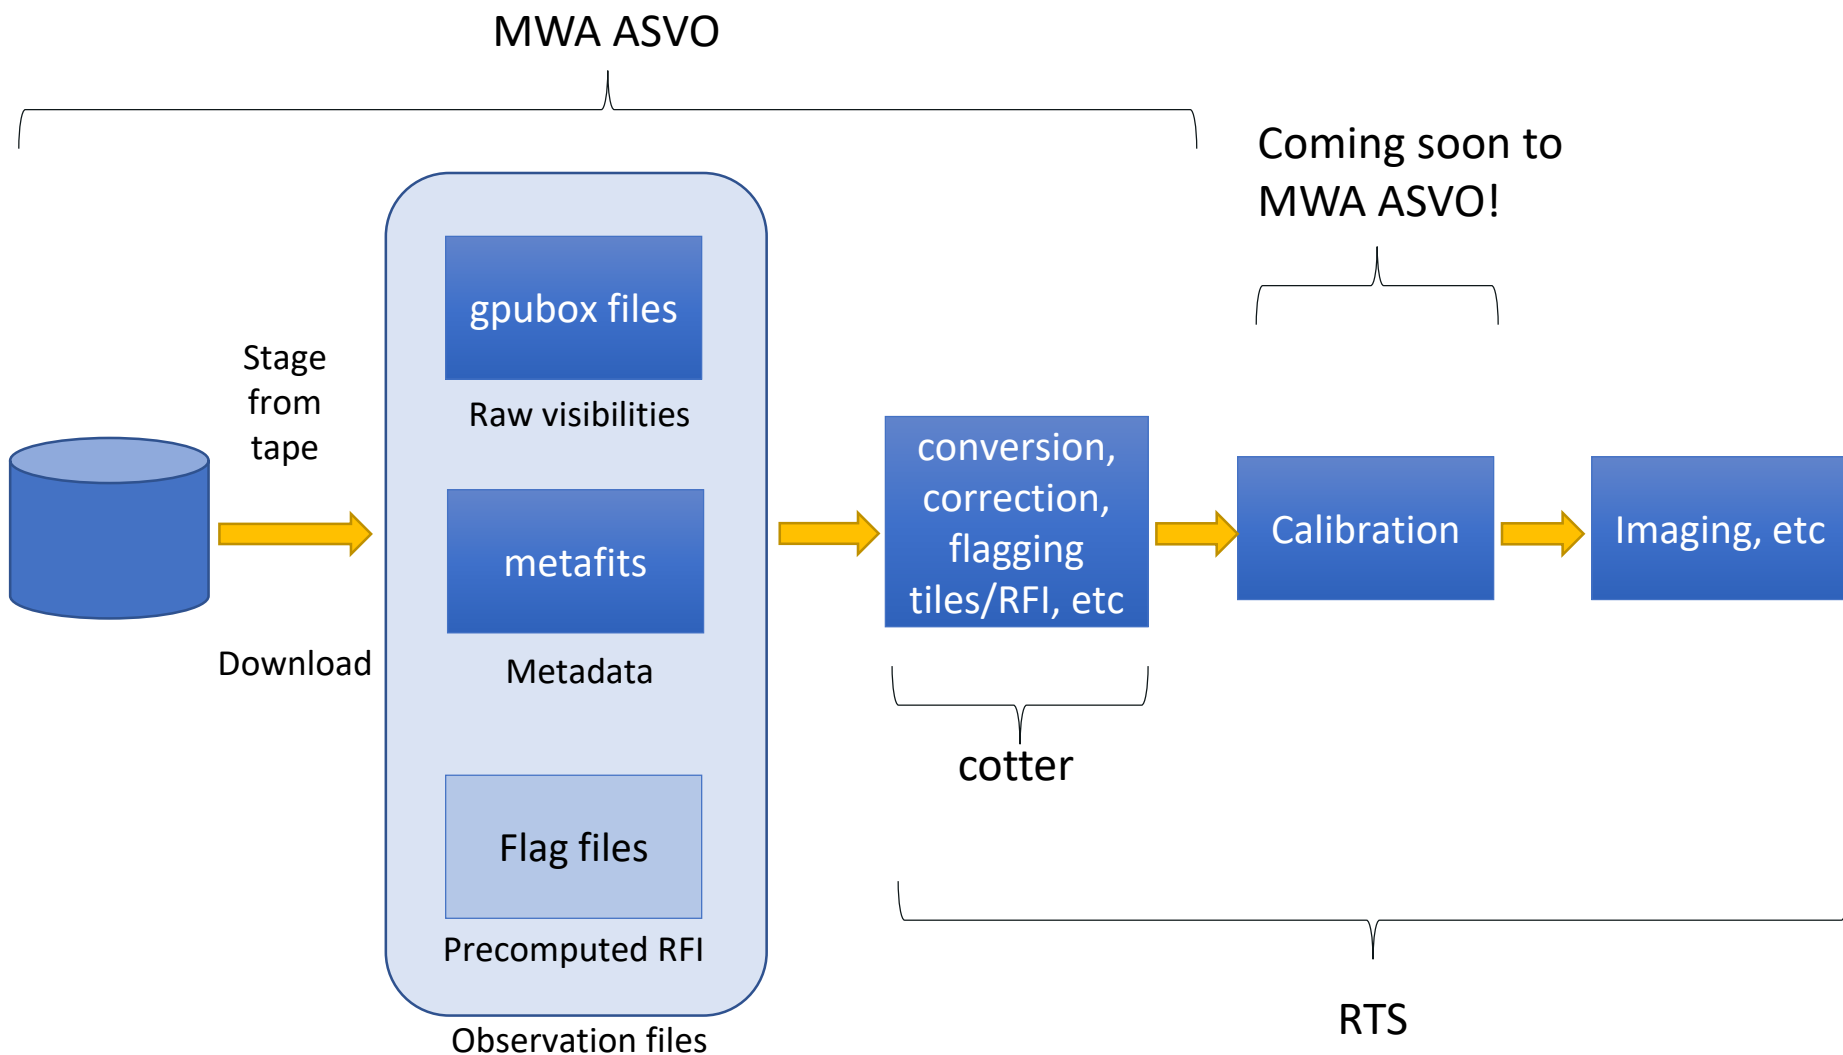 MWA ASVO
Coming soon to
MWA ASVO!
Stage
from
tape
Download
gpubox files
Raw visibilities
metafits
Metadata
Flag files
Precomputed RFI
Observation files
conversion,
correction,
flagging
tiles/RFI, etc
cotter
Calibration
Imaging, etc
RTS